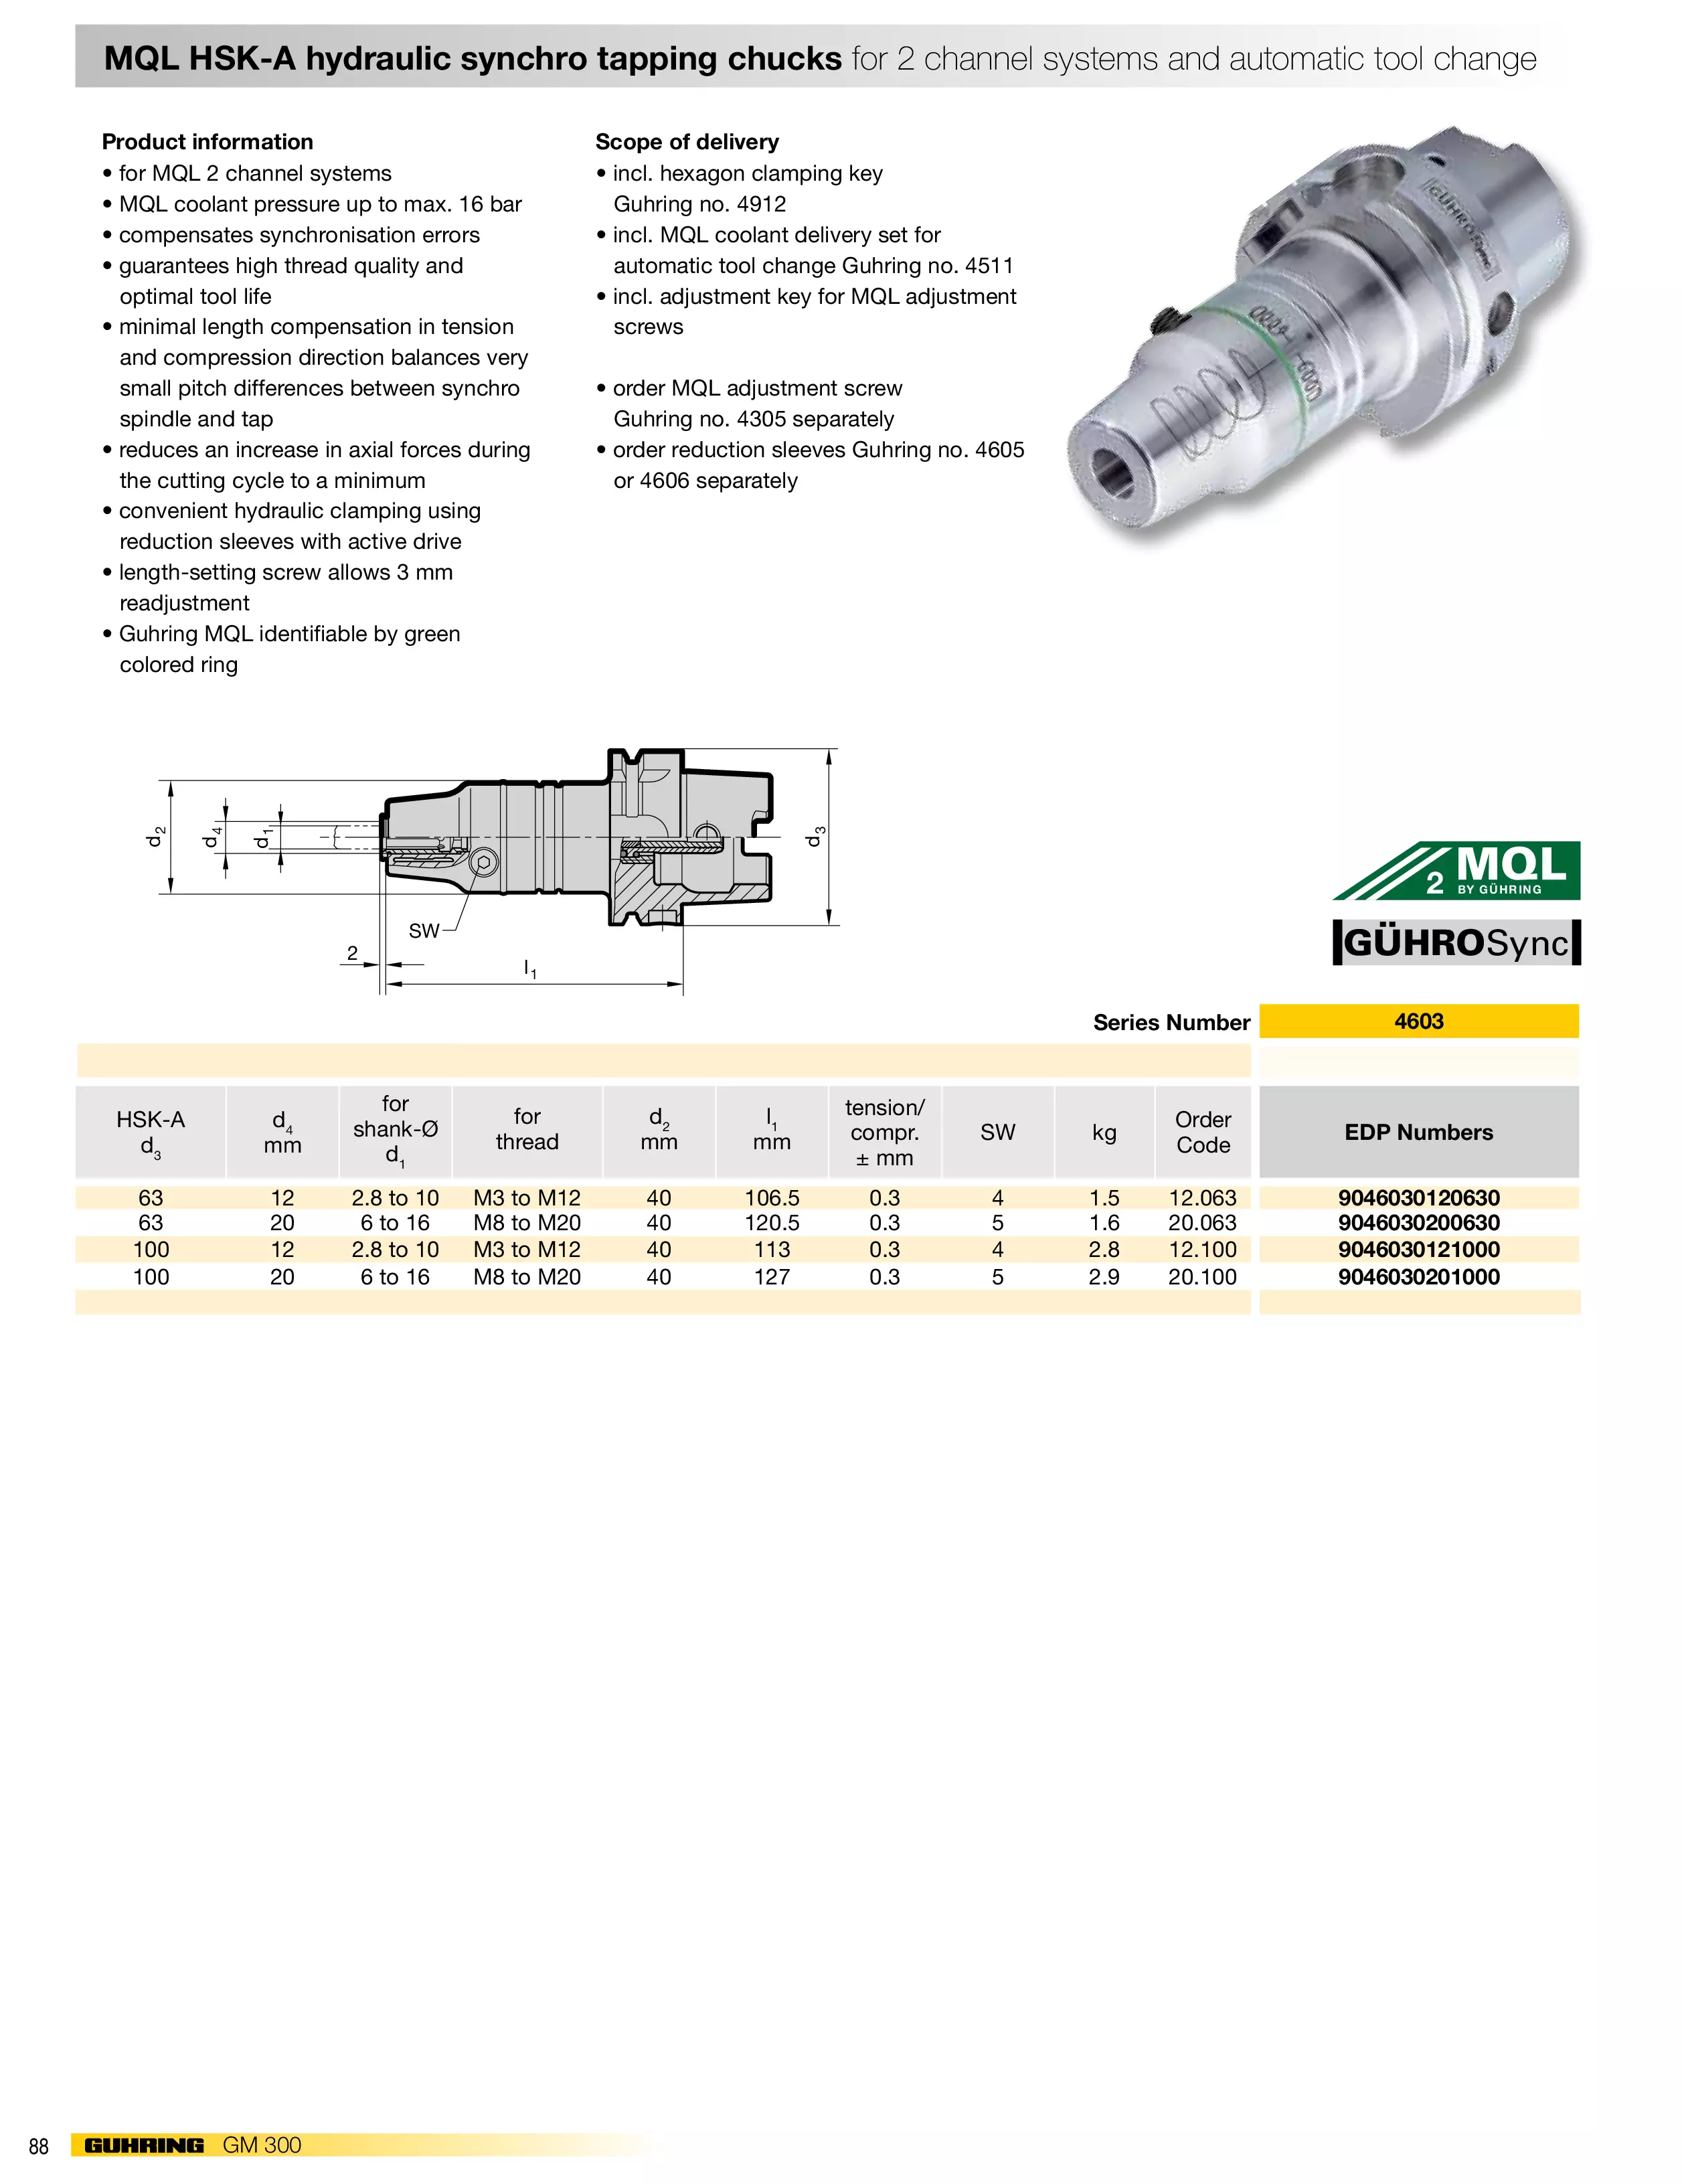 MQL HSK-A hydraulic synchro tapping chucks for 2 channel systems and automatic tool change
Product information
• for MQL 2 channel systems
• MQL coolant pressure up to max. 16 bar
• compensates synchronisation errors
• guarantees high thread quality and
optimal tool life
• minimal length compensation in tension
and compression direction balances very
small pitch differences between synchro
spindle and tap
• reduces an increase in axial forces during
the cutting cycle to a minimum
• convenient hydraulic clamping using
reduction sleeves with active drive
• length-setting screw allows 3 mm
readjustment
• Guhring MQL identifiable by green
colored ring
Scope of delivery
• incl. hexagon clamping key
Guhring no. 4912
• incl. MQL coolant delivery set for
automatic tool change Guhring no. 4511
• incl. adjustment key for MQL adjustment
screws
• order MQL adjustment screw
Guhring no. 4305 separately
• order reduction sleeves Guhring no. 4605
or 4606 separately
GÜHROSync
d2
d4
d1
d3
SW
2
l1
2 MQL
BY GÜHRING
GÜHROSync
Series Number 4603
HSK-A d3 d4 mm for shank-Ø d1 for thread d2 mm l1 mm tension/ compr. ± mm SW kg Order Code EDP Numbers
63 12 2.8 to 10 M3 to M12 40 106.5 0.3 4 1.5 12.063 9046030120630
63 20 6 to 16 M8 to M20 40 120.5 0.3 5 1.6 20.063 9046030200630
100 12 2.8 to 10 M3 to M12 40 113 0.3 4 2.8 12.100 9046030121000
100 20 6 to 16 M8 to M20 40 127 0.3 5 2.9 20.100 9046030201000
88 GUHRING GM 300